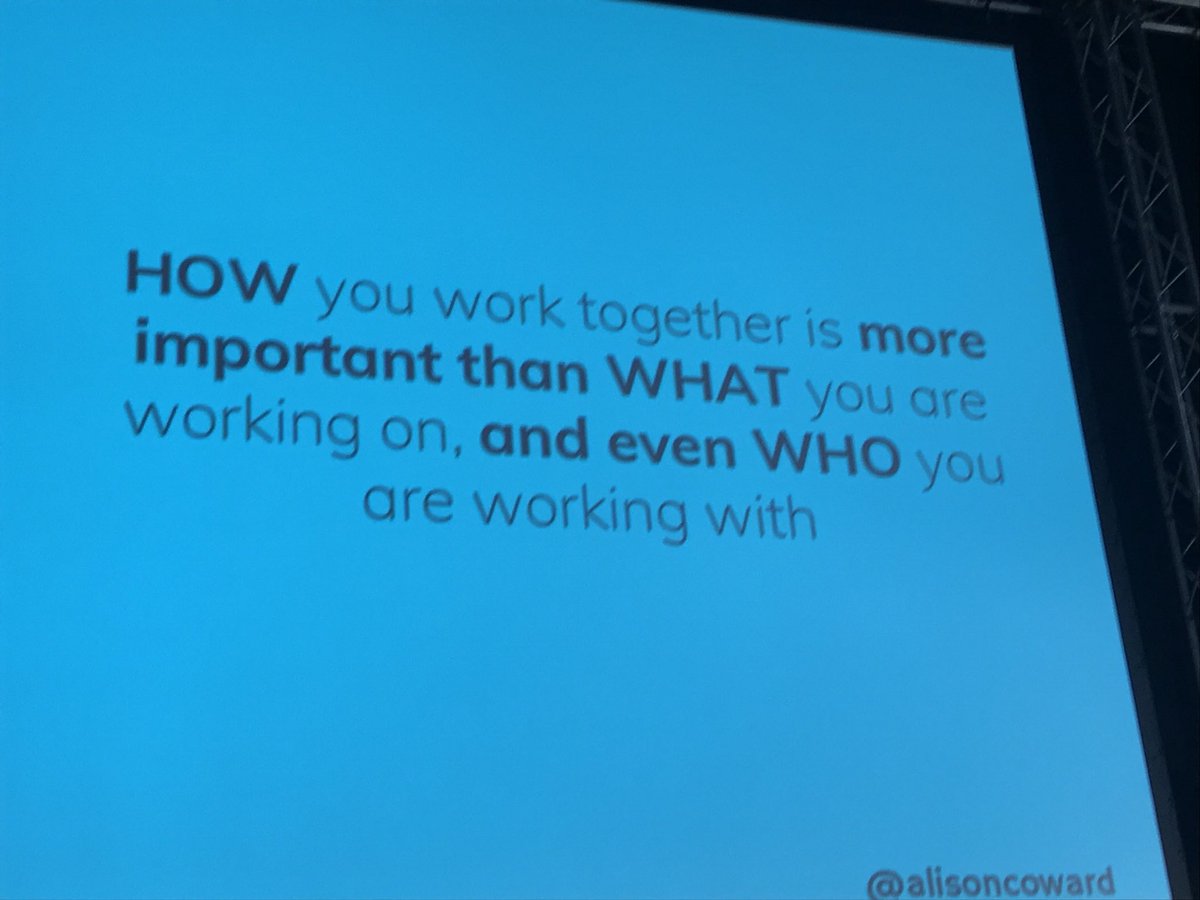 HOW you work together is more
important than WHAT you are
working on, and even WHO you
are working with
@alisoncoward